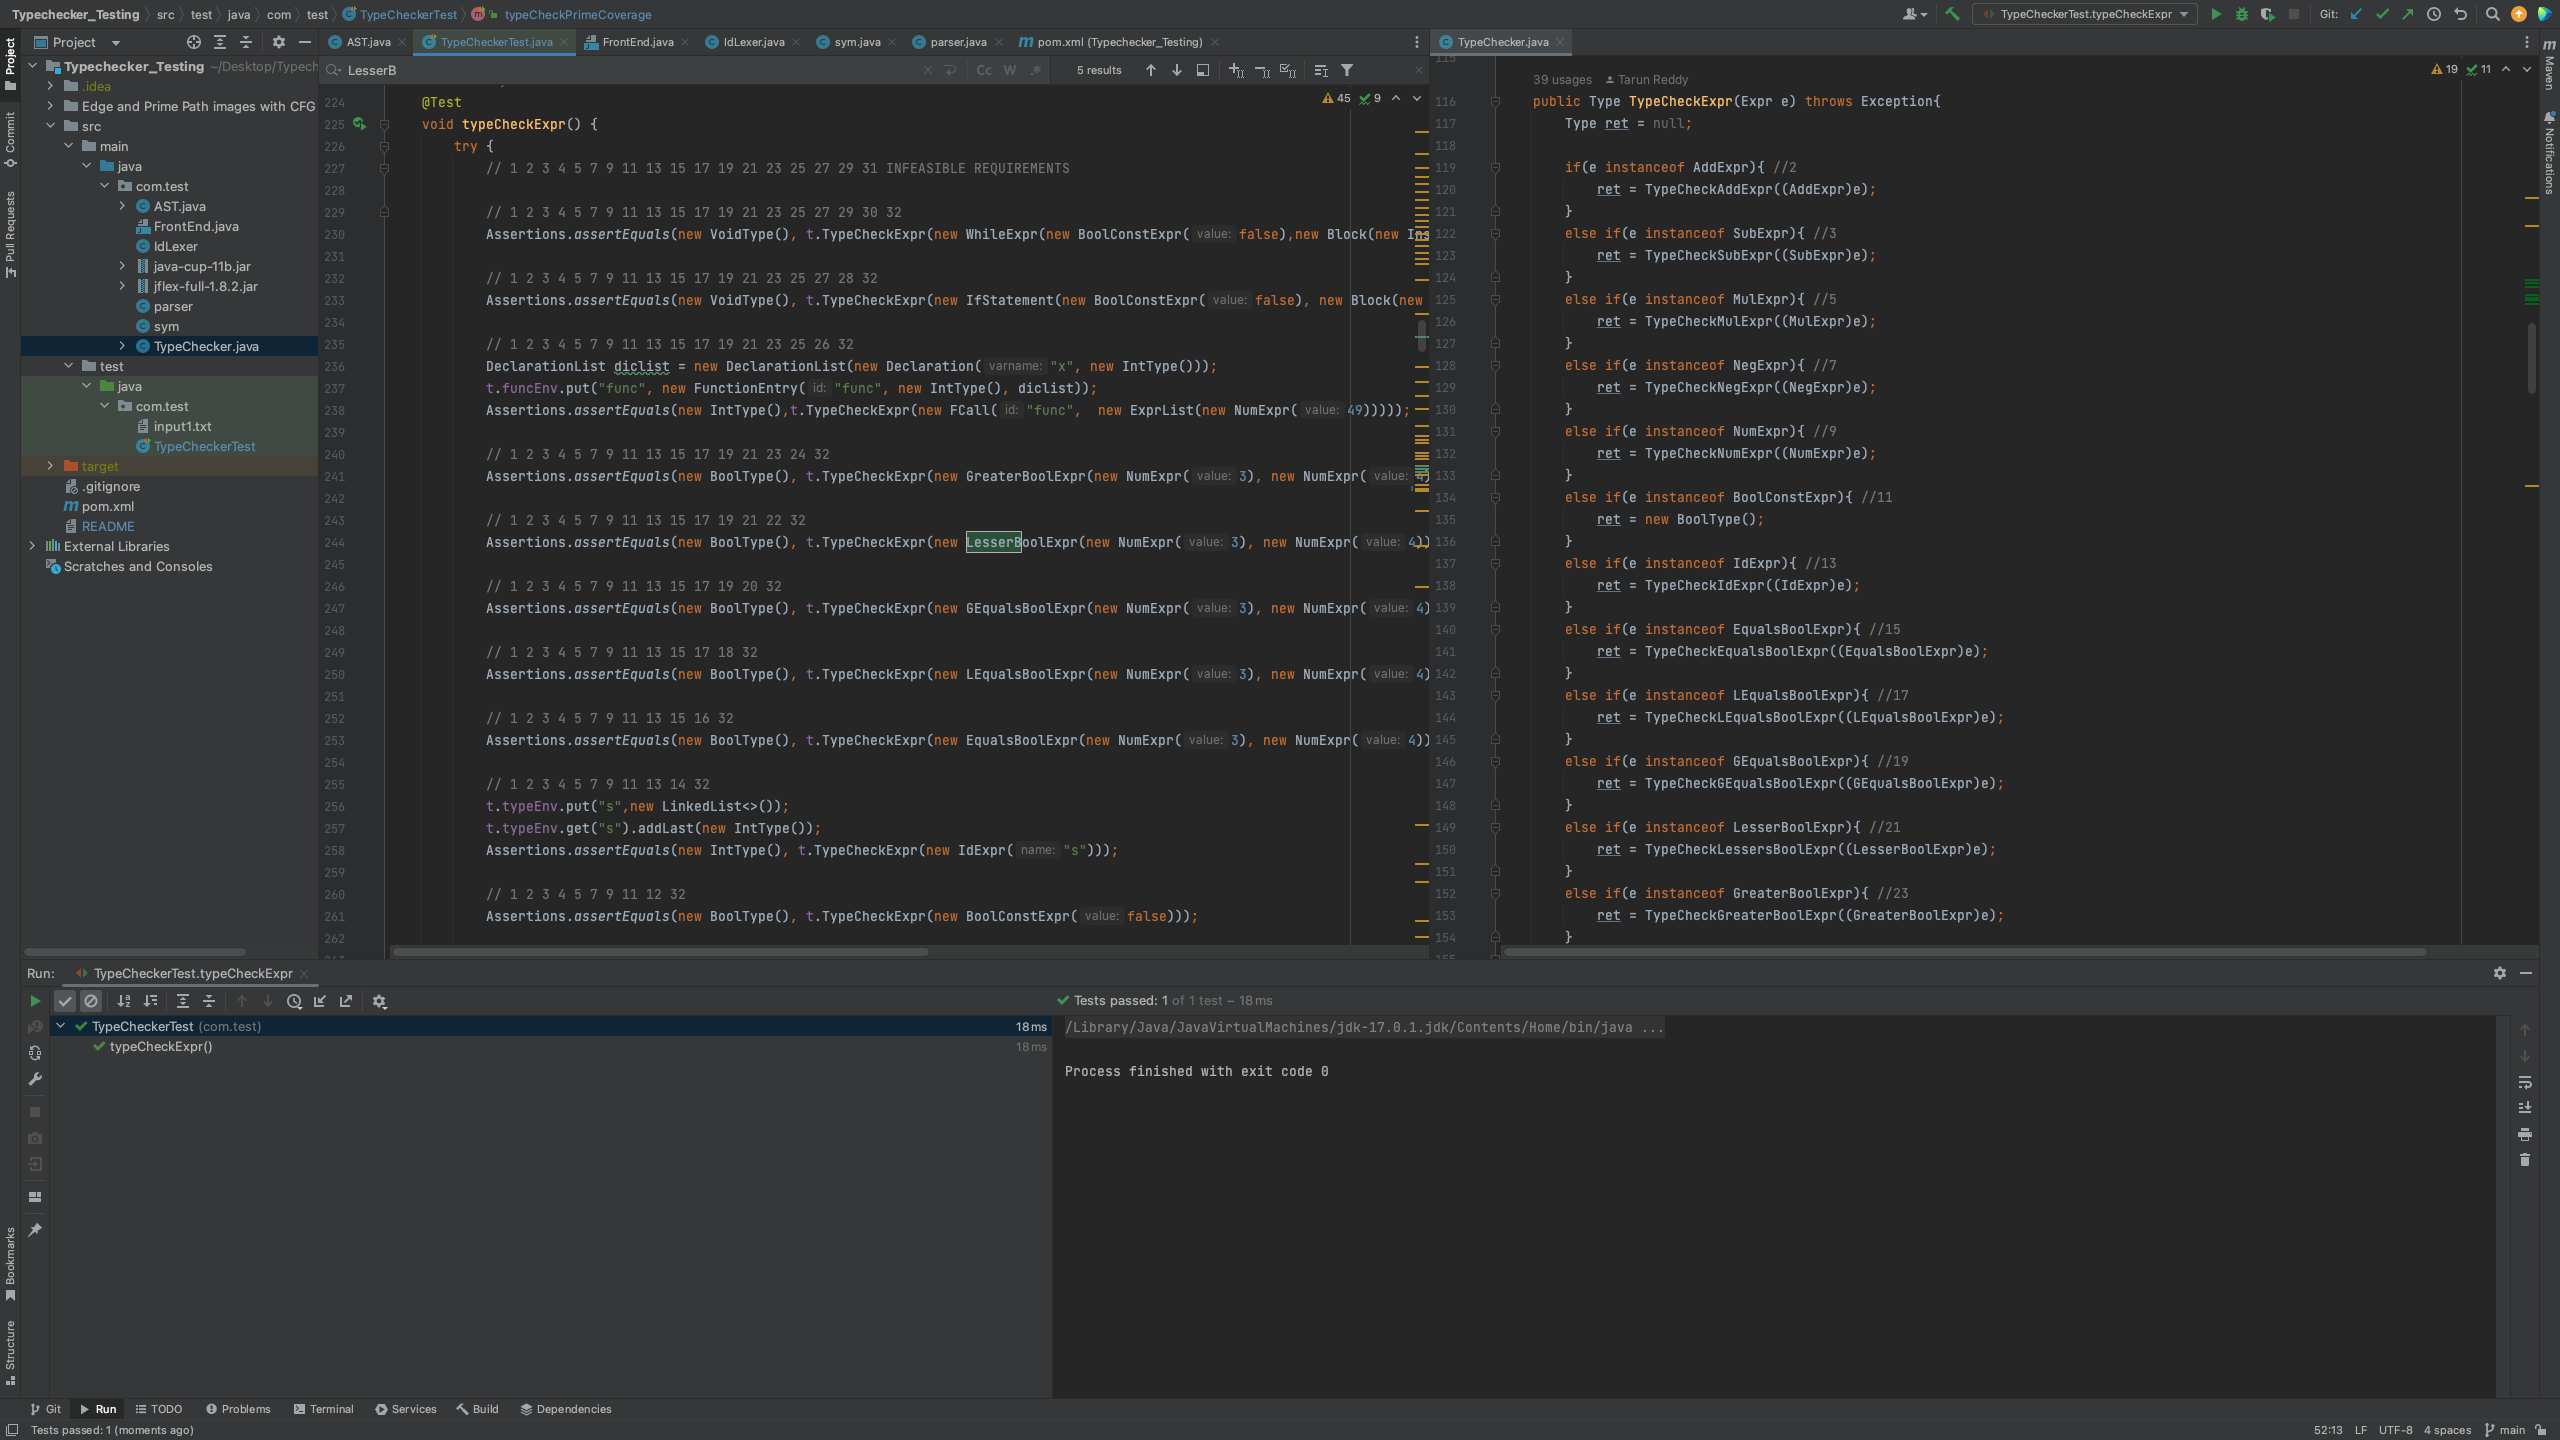 Typechecker_Testing src test java com test TypeCheckerTest typeCheckPrimeCoverage
TypeCheckerTest.typeCheckExpr Git:
Project
AST.java TypeCheckerTest.java FrontEnd.java IdLexer.java sym.java parser.java pom.xml (Typechecker_Testing) TypeChecker.java
LesserB Cc W .* 5 results
Project
Commit
Pull Requests
Bookmarks
Structure
Maven
Notifications
Typechecker_Testing ~/Desktop/Typech
.idea
Edge and Prime Path images with CFG
src
main
java
com.test
AST.java
FrontEnd.java
IdLexer
java-cup-11b.jar
jflex-full-1.8.2.jar
parser
sym
TypeChecker.java
test
java
com.test
input1.txt
TypeCheckerTest
target
.gitignore
pom.xml
README
External Libraries
Scratches and Consoles
45 9
224 @Test
225 void typeCheckExpr() {
226 try {
227 // 1 2 3 4 5 7 9 11 13 15 17 19 21 23 25 27 29 31 INFEASIBLE REQUIREMENTS
228
229 // 1 2 3 4 5 7 9 11 13 15 17 19 21 23 25 27 29 30 32
230 Assertions.assertEquals(new VoidType(), t.TypeCheckExpr(new WhileExpr(new BoolConstExpr( value: false),new Block(new Ins
231
232 // 1 2 3 4 5 7 9 11 13 15 17 19 21 23 25 27 28 32
233 Assertions.assertEquals(new VoidType(), t.TypeCheckExpr(new IfStatement(new BoolConstExpr( value: false), new Block(new
234
235 // 1 2 3 4 5 7 9 11 13 15 17 19 21 23 25 26 32
236 DeclarationList diclist = new DeclarationList(new Declaration( varname: "x", new IntType()));
237 t.funcEnv.put("func", new FunctionEntry( id: "func", new IntType(), diclist));
238 Assertions.assertEquals(new IntType(),t.TypeCheckExpr(new FCall( id: "func",  new ExprList(new NumExpr( value: 49)))));
239
240 // 1 2 3 4 5 7 9 11 13 15 17 19 21 23 24 32
241 Assertions.assertEquals(new BoolType(), t.TypeCheckExpr(new GreaterBoolExpr(new NumExpr( value: 3), new NumExpr( value: 4)
242
243 // 1 2 3 4 5 7 9 11 13 15 17 19 21 22 32
244 Assertions.assertEquals(new BoolType(), t.TypeCheckExpr(new LesserBoolExpr(new NumExpr( value: 3), new NumExpr( value: 4))
245
246 // 1 2 3 4 5 7 9 11 13 15 17 19 20 32
247 Assertions.assertEquals(new BoolType(), t.TypeCheckExpr(new GEqualsBoolExpr(new NumExpr( value: 3), new NumExpr( value: 4)
248
249 // 1 2 3 4 5 7 9 11 13 15 17 18 32
250 Assertions.assertEquals(new BoolType(), t.TypeCheckExpr(new LEqualsBoolExpr(new NumExpr( value: 3), new NumExpr( value: 4)
251
252 // 1 2 3 4 5 7 9 11 13 15 16 32
253 Assertions.assertEquals(new BoolType(), t.TypeCheckExpr(new EqualsBoolExpr(new NumExpr( value: 3), new NumExpr( value: 4))
254
255 // 1 2 3 4 5 7 9 11 13 14 32
256 t.typeEnv.put("s",new LinkedList<>());
257 t.typeEnv.get("s").addLast(new IntType());
258 Assertions.assertEquals(new IntType(), t.TypeCheckExpr(new IdExpr( name: "s")));
259
260 // 1 2 3 4 5 7 9 11 12 32
261 Assertions.assertEquals(new BoolType(), t.TypeCheckExpr(new BoolConstExpr( value: false)));
262
115
39 usages Tarun Reddy
19 11
116 public Type TypeCheckExpr(Expr e) throws Exception{
117 Type ret = null;
118
119 if(e instanceof AddExpr){ //2
120 ret = TypeCheckAddExpr((AddExpr)e);
121 }
122 else if(e instanceof SubExpr){ //3
123 ret = TypeCheckSubExpr((SubExpr)e);
124 }
125 else if(e instanceof MulExpr){ //5
126 ret = TypeCheckMulExpr((MulExpr)e);
127 }
128 else if(e instanceof NegExpr){ //7
129 ret = TypeCheckNegExpr((NegExpr)e);
130 }
131 else if(e instanceof NumExpr){ //9
132 ret = TypeCheckNumExpr((NumExpr)e);
133 }
134 else if(e instanceof BoolConstExpr){ //11
135 ret = new BoolType();
136 }
137 else if(e instanceof IdExpr){ //13
138 ret = TypeCheckIdExpr((IdExpr)e);
139 }
140 else if(e instanceof EqualsBoolExpr){ //15
141 ret = TypeCheckEqualsBoolExpr((EqualsBoolExpr)e);
142 }
143 else if(e instanceof LEqualsBoolExpr){ //17
144 ret = TypeCheckLEqualsBoolExpr((LEqualsBoolExpr)e);
145 }
146 else if(e instanceof GEqualsBoolExpr){ //19
147 ret = TypeCheckGEqualsBoolExpr((GEqualsBoolExpr)e);
148 }
149 else if(e instanceof LesserBoolExpr){ //21
150 ret = TypeCheckLessersBoolExpr((LesserBoolExpr)e);
151 }
152 else if(e instanceof GreaterBoolExpr){ //23
153 ret = TypeCheckGreaterBoolExpr((GreaterBoolExpr)e);
154 }
155
Run: TypeCheckerTest.typeCheckExpr
Tests passed: 1 of 1 test – 18 ms
TypeCheckerTest (com.test) 18 ms
typeCheckExpr() 18 ms
/Library/Java/JavaVirtualMachines/jdk-17.0.1.jdk/Contents/Home/bin/java ...
Process finished with exit code 0
Git Run TODO Problems Terminal Services Build Dependencies
Tests passed: 1 (moments ago) 52:13 LF UTF-8 4 spaces main